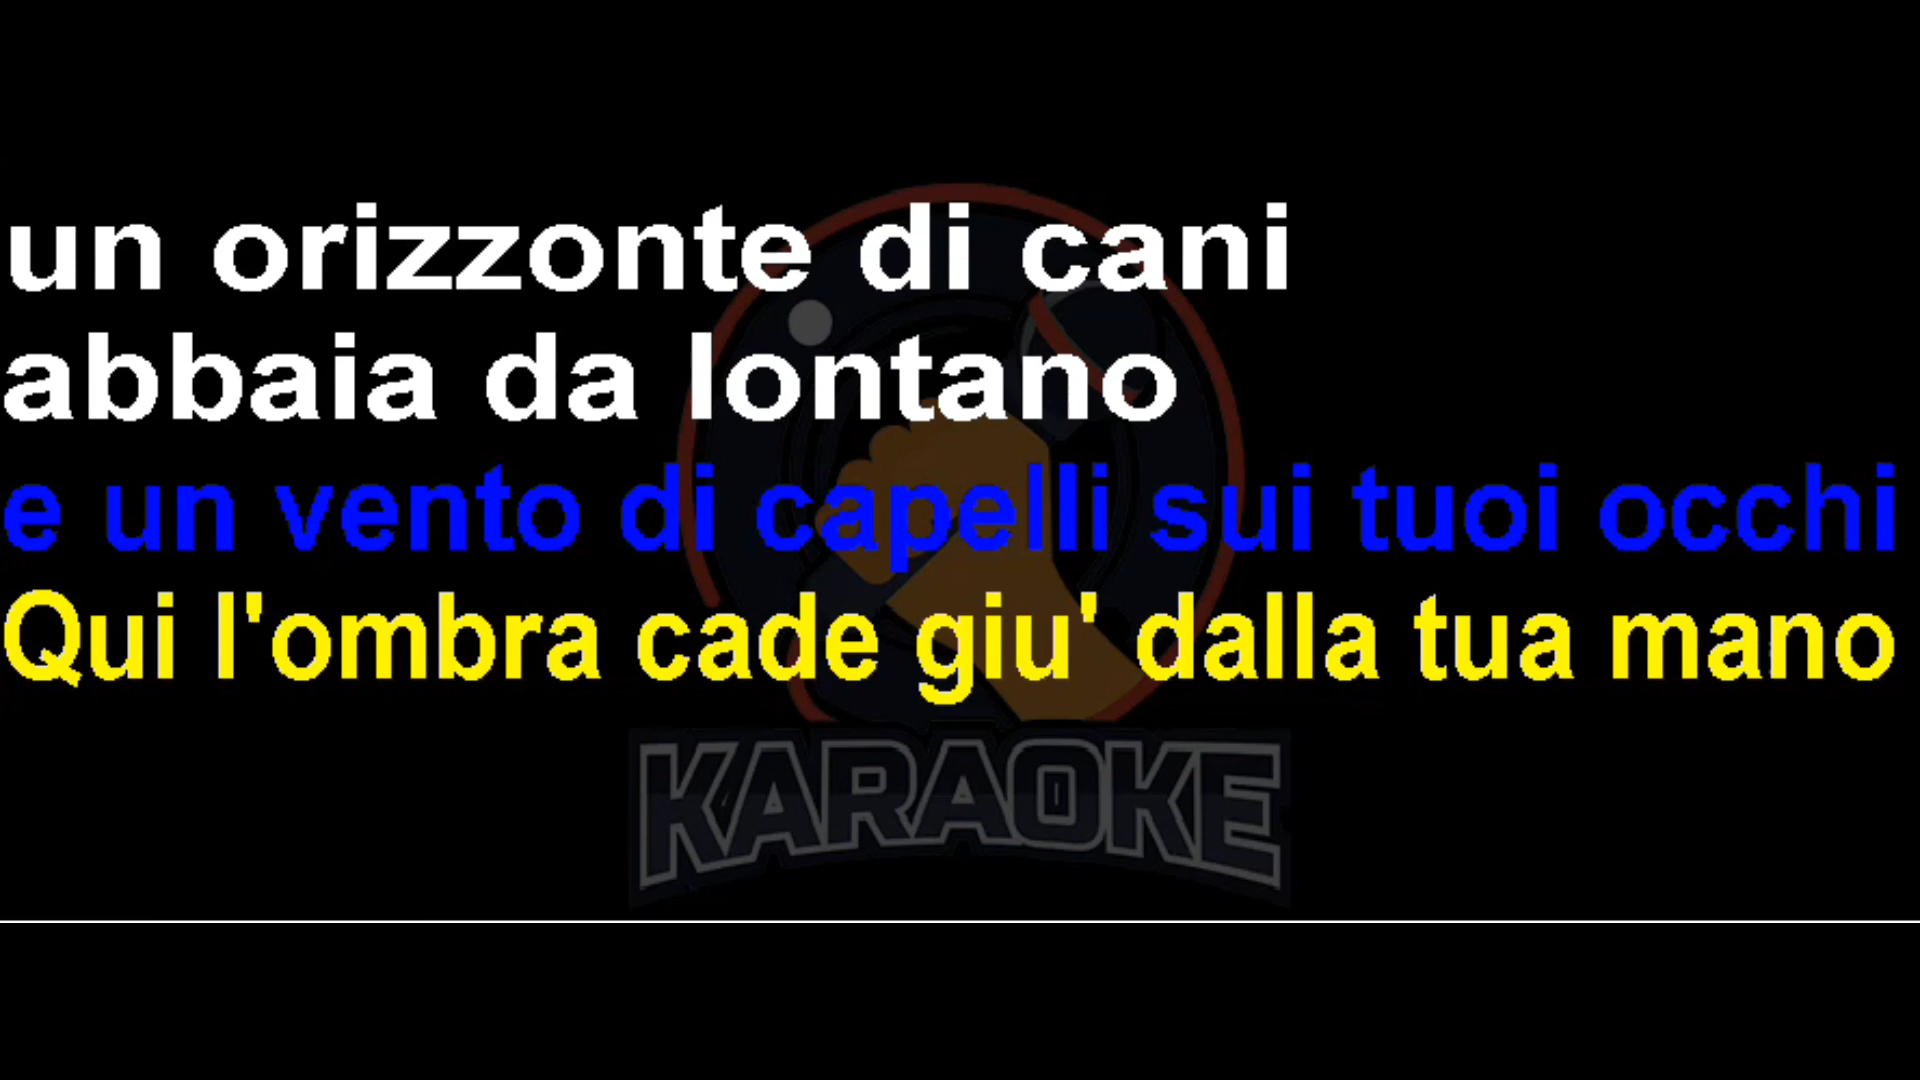 un orizzonte di cani
abbaia da lontano
e un vento di capelli sui tuoi occhi
Qui l'ombra cade giu' dalla tua mano
KARAOKE